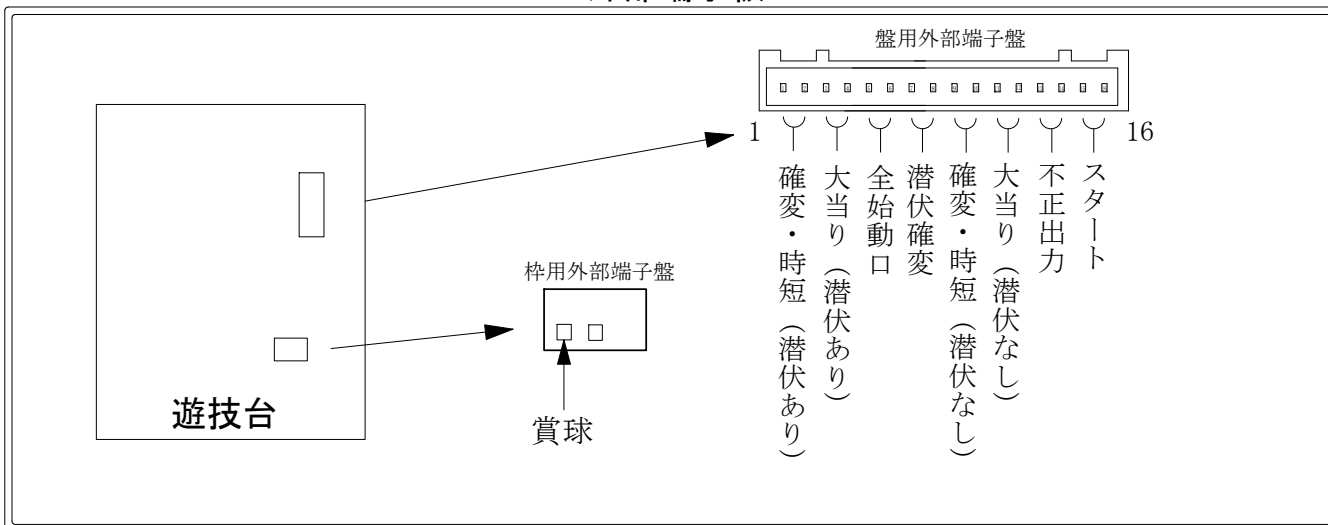 盤用外部端子盤
1
16
確変・時短（潜伏あり）
大当り（潜伏あり）
全始動口
潜伏確変
確変・時短（潜伏なし）
大当り（潜伏なし）
不正出力
スタート
枠用外部端子盤
賞球
遊技台